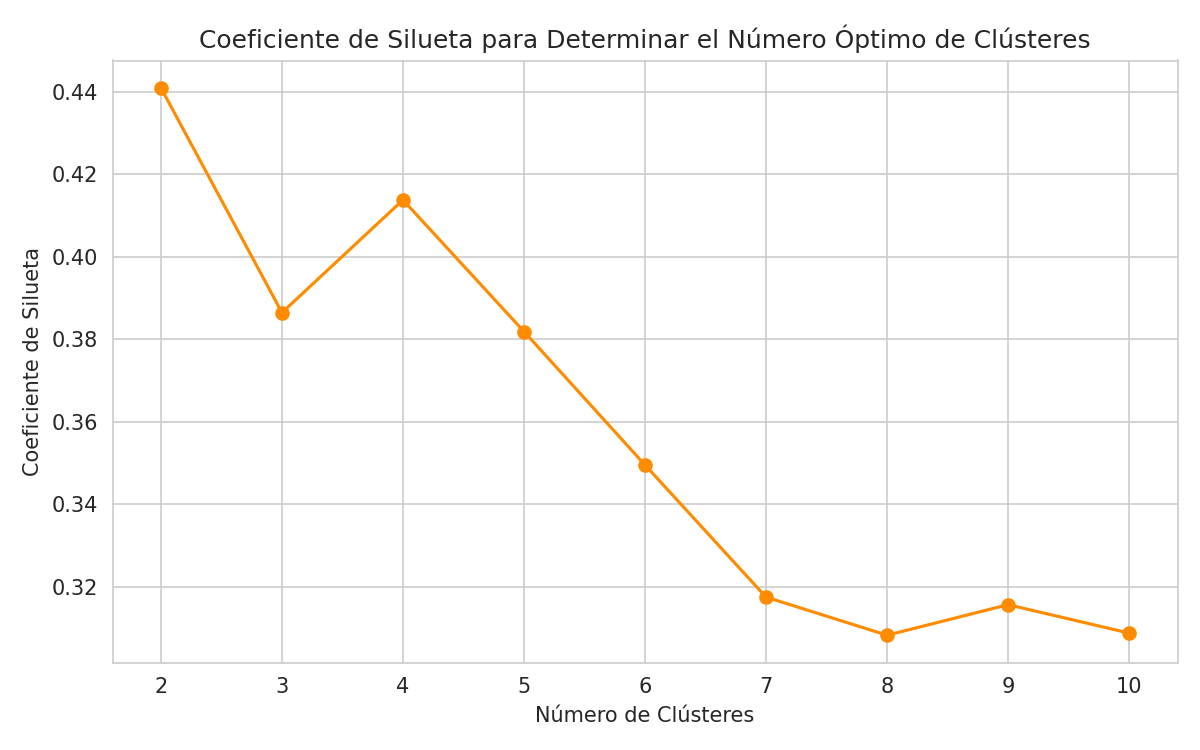 Coeficiente de Silueta para Determinar el Número Óptimo de Clústeres
Coeficiente de Silueta
0.44
0.42
0.40
0.38
0.36
0.34
0.32
2 3 4 5 6 7 8 9 10
Número de Clústeres